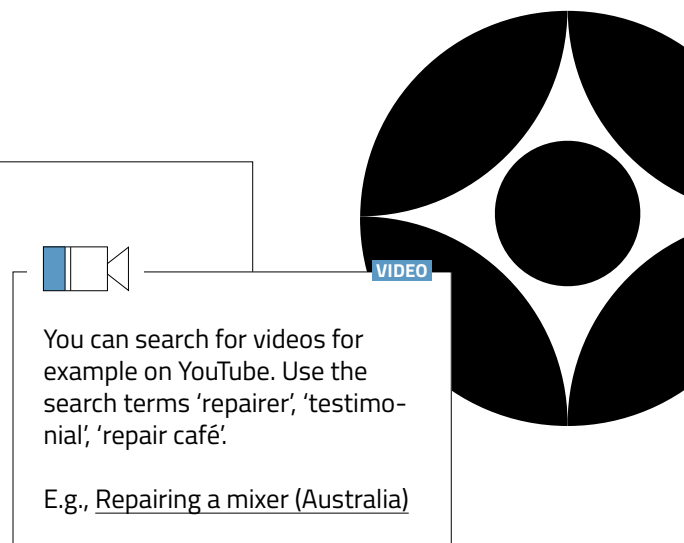 VIDEO
You can search for videos for
example on YouTube. Use the
search terms ‘repairer’, ‘testimo-
nial’, ‘repair café’.
E.g., Repairing a mixer (Australia)